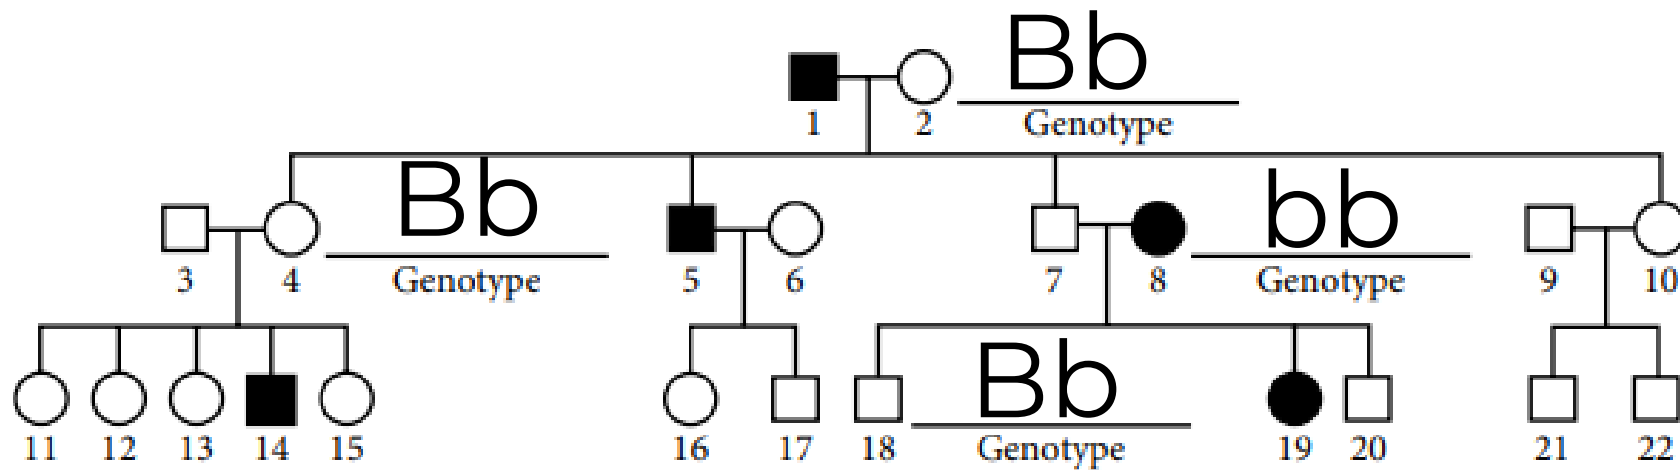 Bb
1 2 Genotype
Bb bb
3 4 Genotype 5 6 7 8 Genotype 9 10
Bb
11 12 13 14 15 16 17 18 Genotype 19 20 21 22